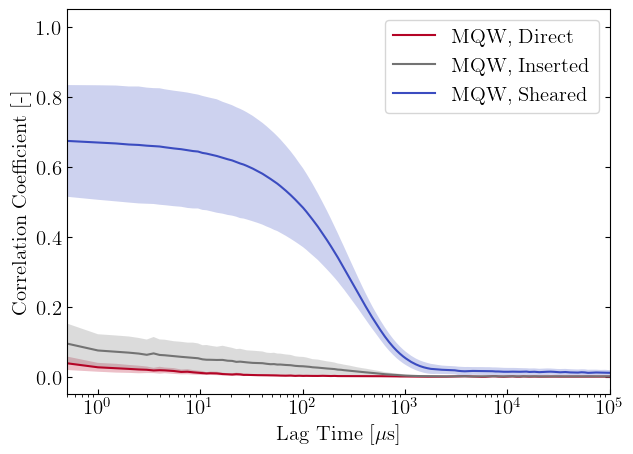 1.0
0.8
0.6
0.4
0.2
0.0
Correlation Coefficient [-]
MQW, Direct
MQW, Inserted
MQW, Sheared
10⁰
10¹
10²
10³
10⁴
10⁵
Lag Time [μs]